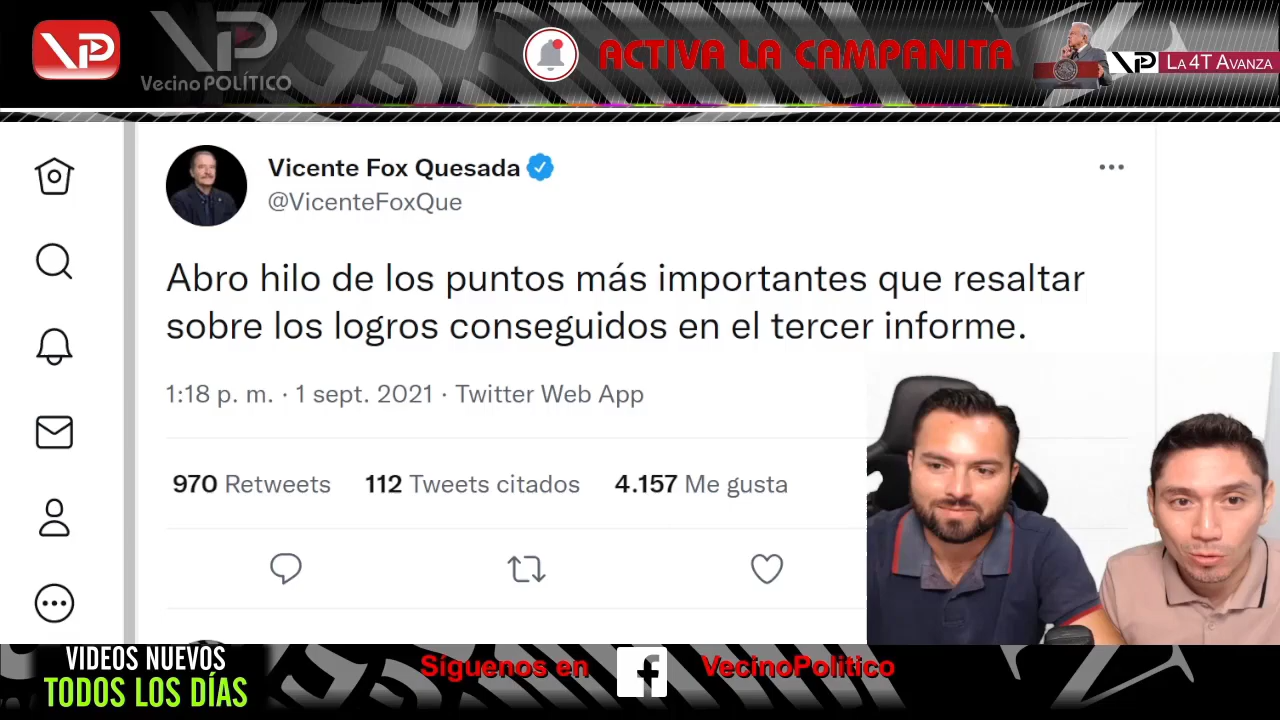 VP
VP
Vecino POLÍTICO
ACTIVA LA CAMPANITA
VP
LA 4T AVANZA
Vicente Fox Quesada
@VicenteFoxQue
Abro hilo de los puntos más importantes que resaltar
sobre los logros conseguidos en el tercer informe.
1:18 p. m. · 1 sept. 2021 · Twitter Web App
970 Retweets 112 Tweets citados 4.157 Me gusta
VIDEOS NUEVOS
TODOS LOS DÍAS
Síguenos en
VecinoPolitico